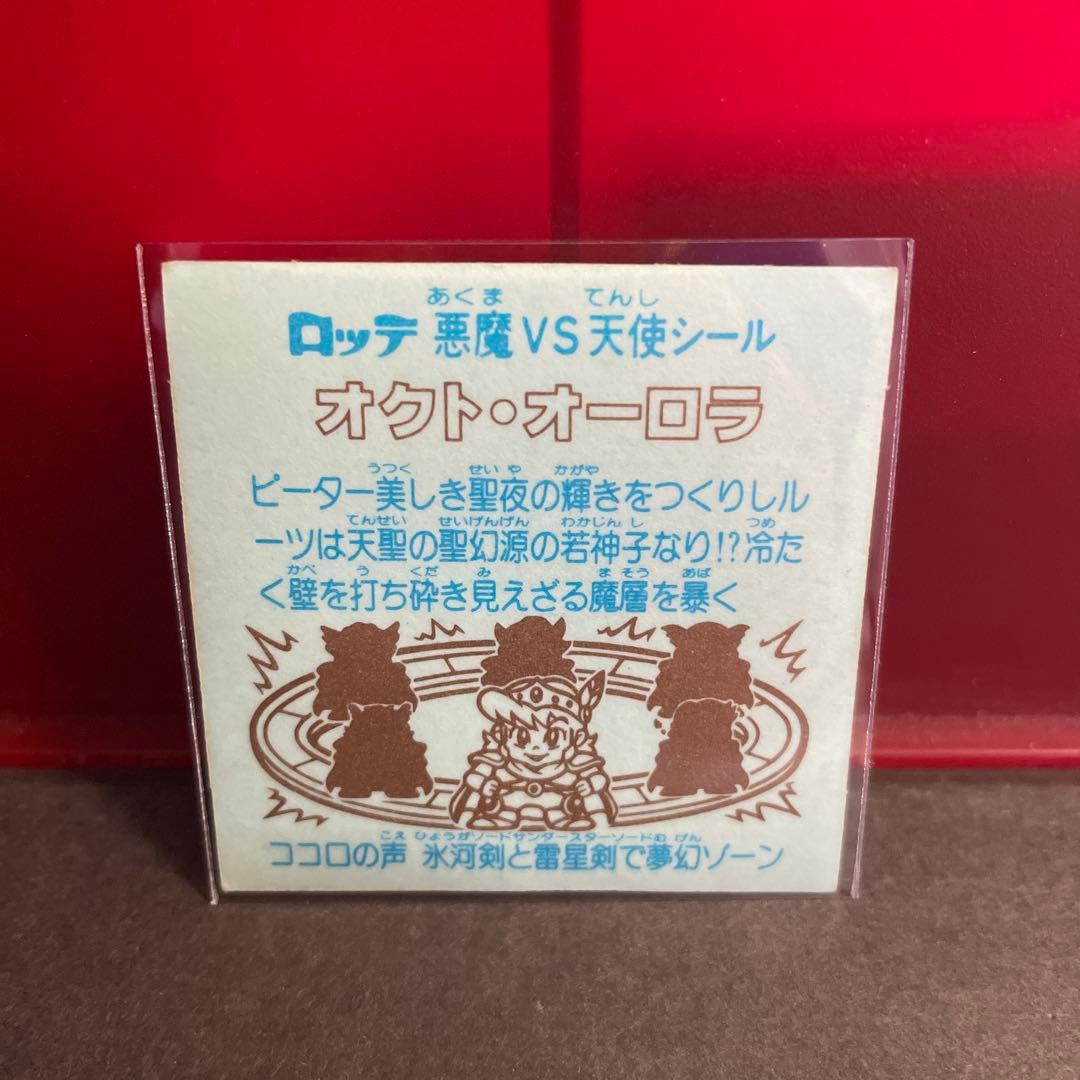 あくま てんし
ロッテ 悪魔VS天使シール
オクト・オーロラ
うつく せいや かがや
ピーター美しき聖夜の輝きをつくりしル
てんせい せいげんげん わかじんし つめ
ーツは天聖の聖幻源の若神子なり!?冷た
かべ う くだ み まそう あば
く壁を打ち砕き見えざる魔層を暴く
こえ ひょうがソード サンダースターソード むげん
ココロの声 氷河剣と雷星剣で夢幻ゾーン